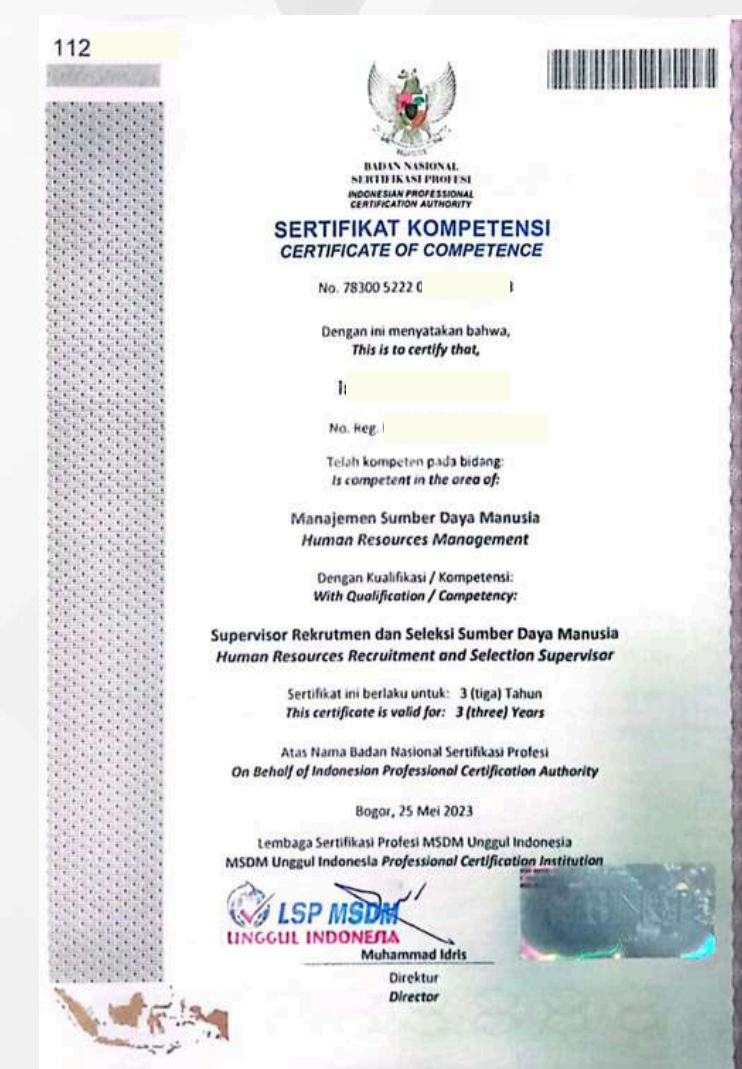 112
BADAN NASIONAL
SERTIFIKASI PROFESI
INDONESIAN PROFESSIONAL
CERTIFICATION AUTHORITY
SERTIFIKAT KOMPETENSI
CERTIFICATE OF COMPETENCE
No. 78300 5222 0
Dengan ini menyatakan bahwa,
This is to certify that,
No. Reg.
Telah kompeten pada bidang:
Is competent in the area of:
Manajemen Sumber Daya Manusia
Human Resources Management
Dengan Kualifikasi / Kompetensi:
With Qualification / Competency:
Supervisor Rekrutmen dan Seleksi Sumber Daya Manusia
Human Resources Recruitment and Selection Supervisor
Sertifikat ini berlaku untuk: 3 (tiga) Tahun
This certificate is valid for: 3 (three) Years
Atas Nama Badan Nasional Sertifikasi Profesi
On Behalf of Indonesian Professional Certification Authority
Bogor, 25 Mei 2023
Lembaga Sertifikasi Profesi MSDM Unggul Indonesia
MSDM Unggul Indonesia Professional Certification Institution
LSP MSDM
UNGGUL INDONESIA
Muhammad Idris
Direktur
Director